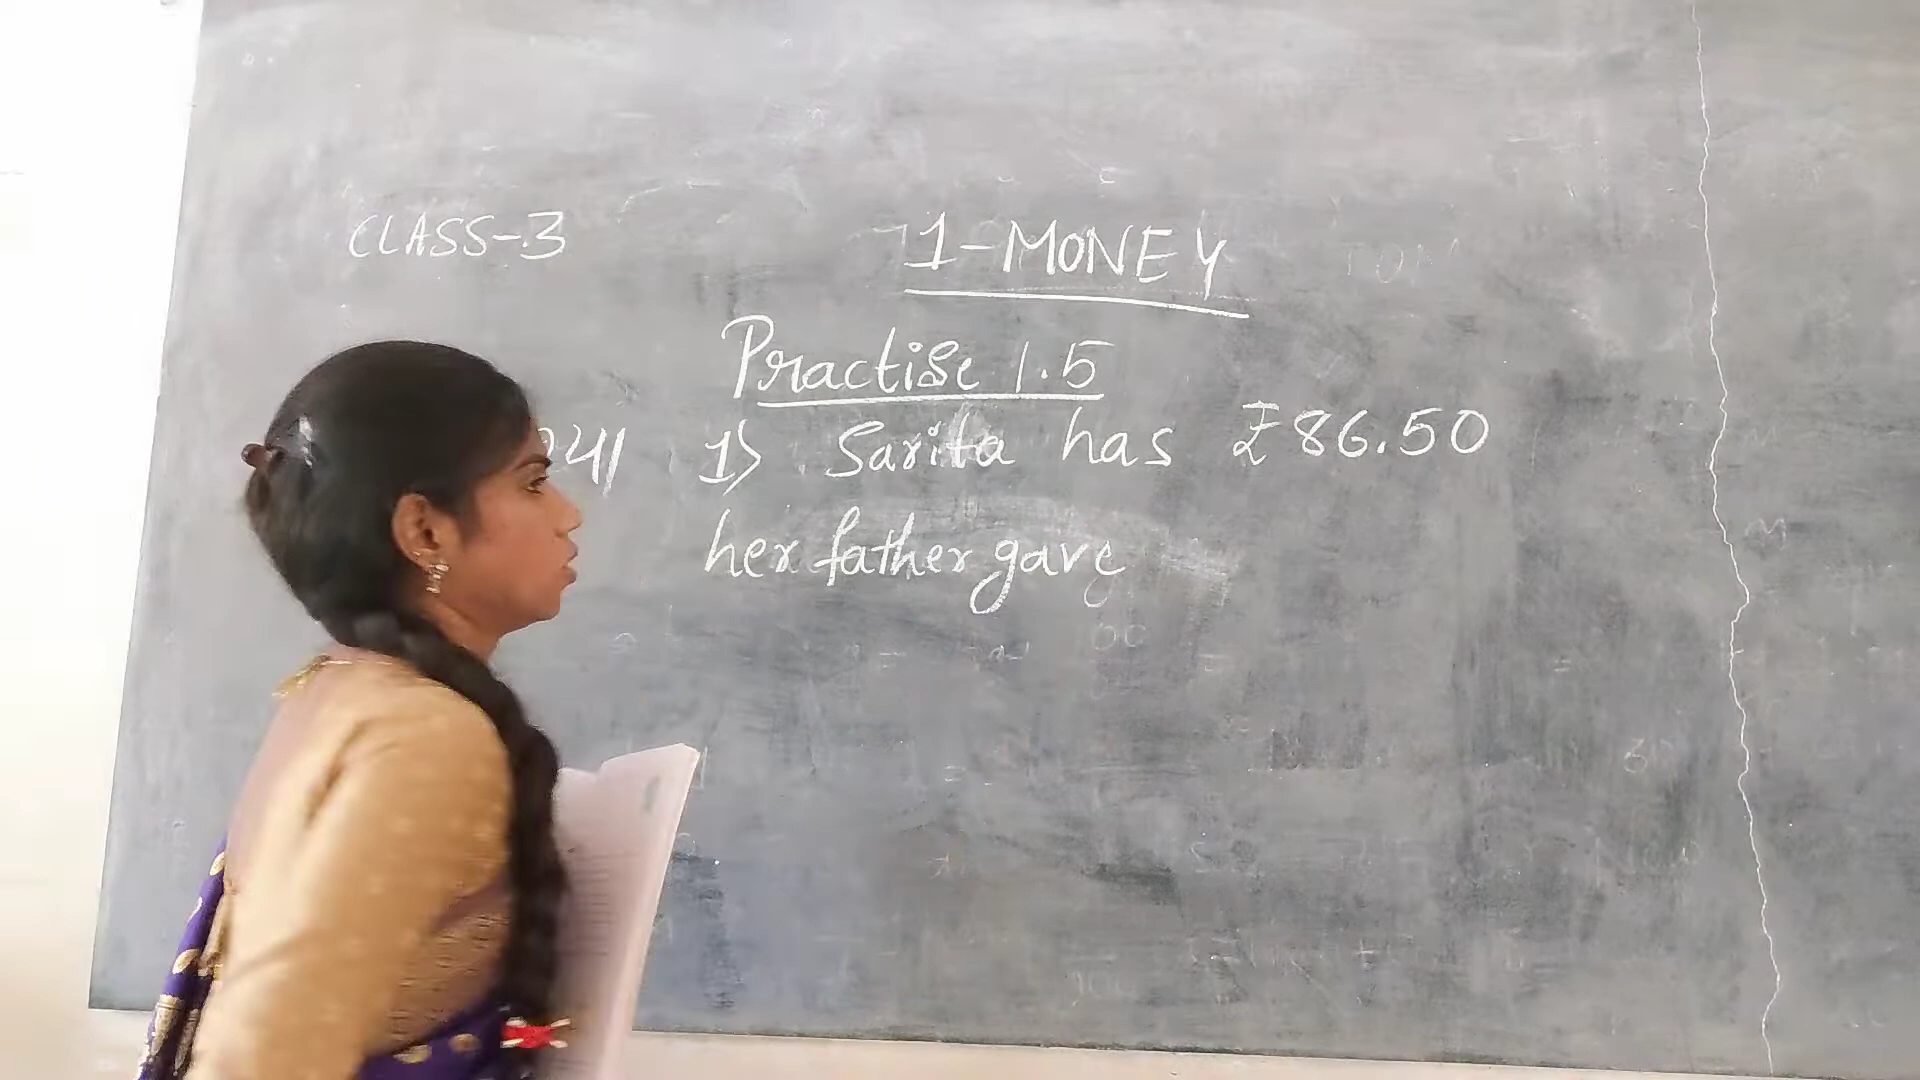 CLASS-3
1-MONEY
Practise 1.5
1) Sarita has ₹86.50
her father gave